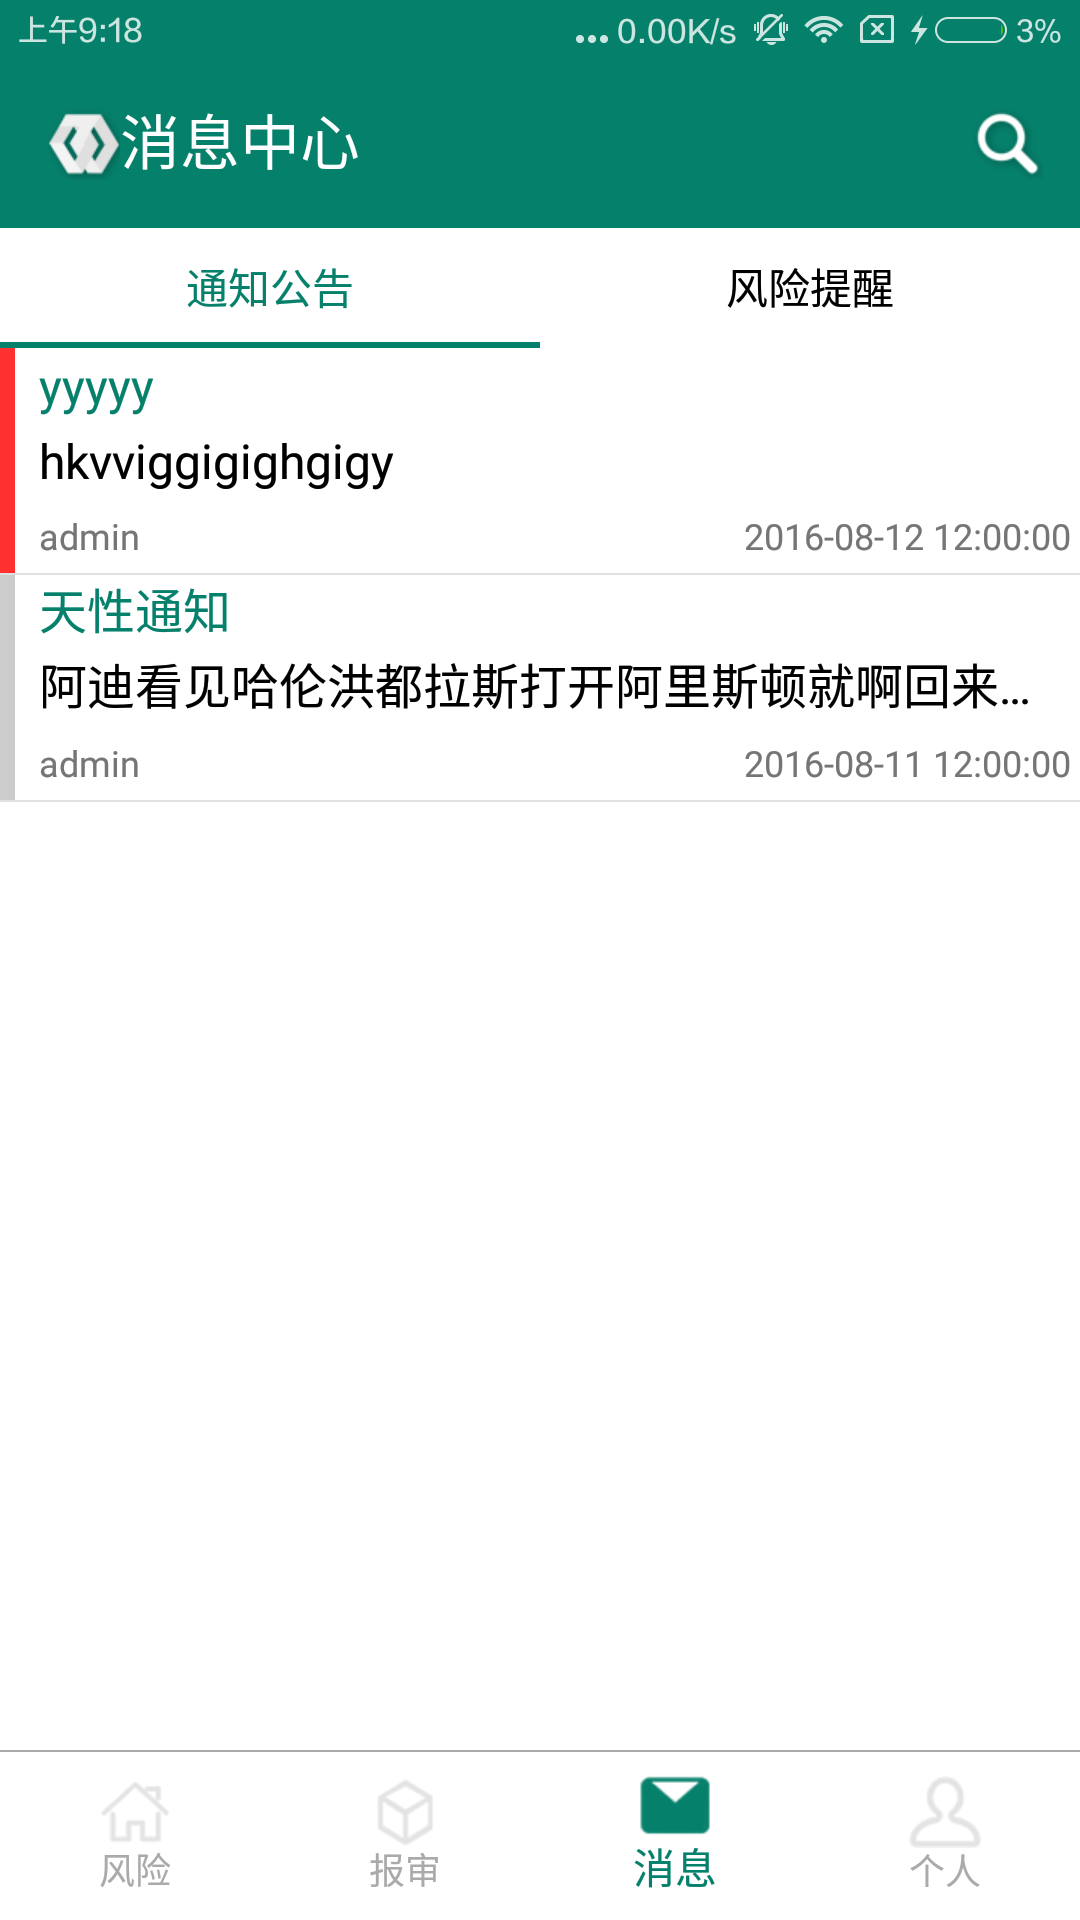 上午9:18 ... 0.00K/s 3%
消息中心
通知公告 风险提醒
yyyyy
hkvviggigighgigy
admin 2016-08-12 12:00:00
天性通知
阿迪看见哈伦洪都拉斯打开阿里斯顿就啊回来...
admin 2016-08-11 12:00:00
风险 报审 消息 个人